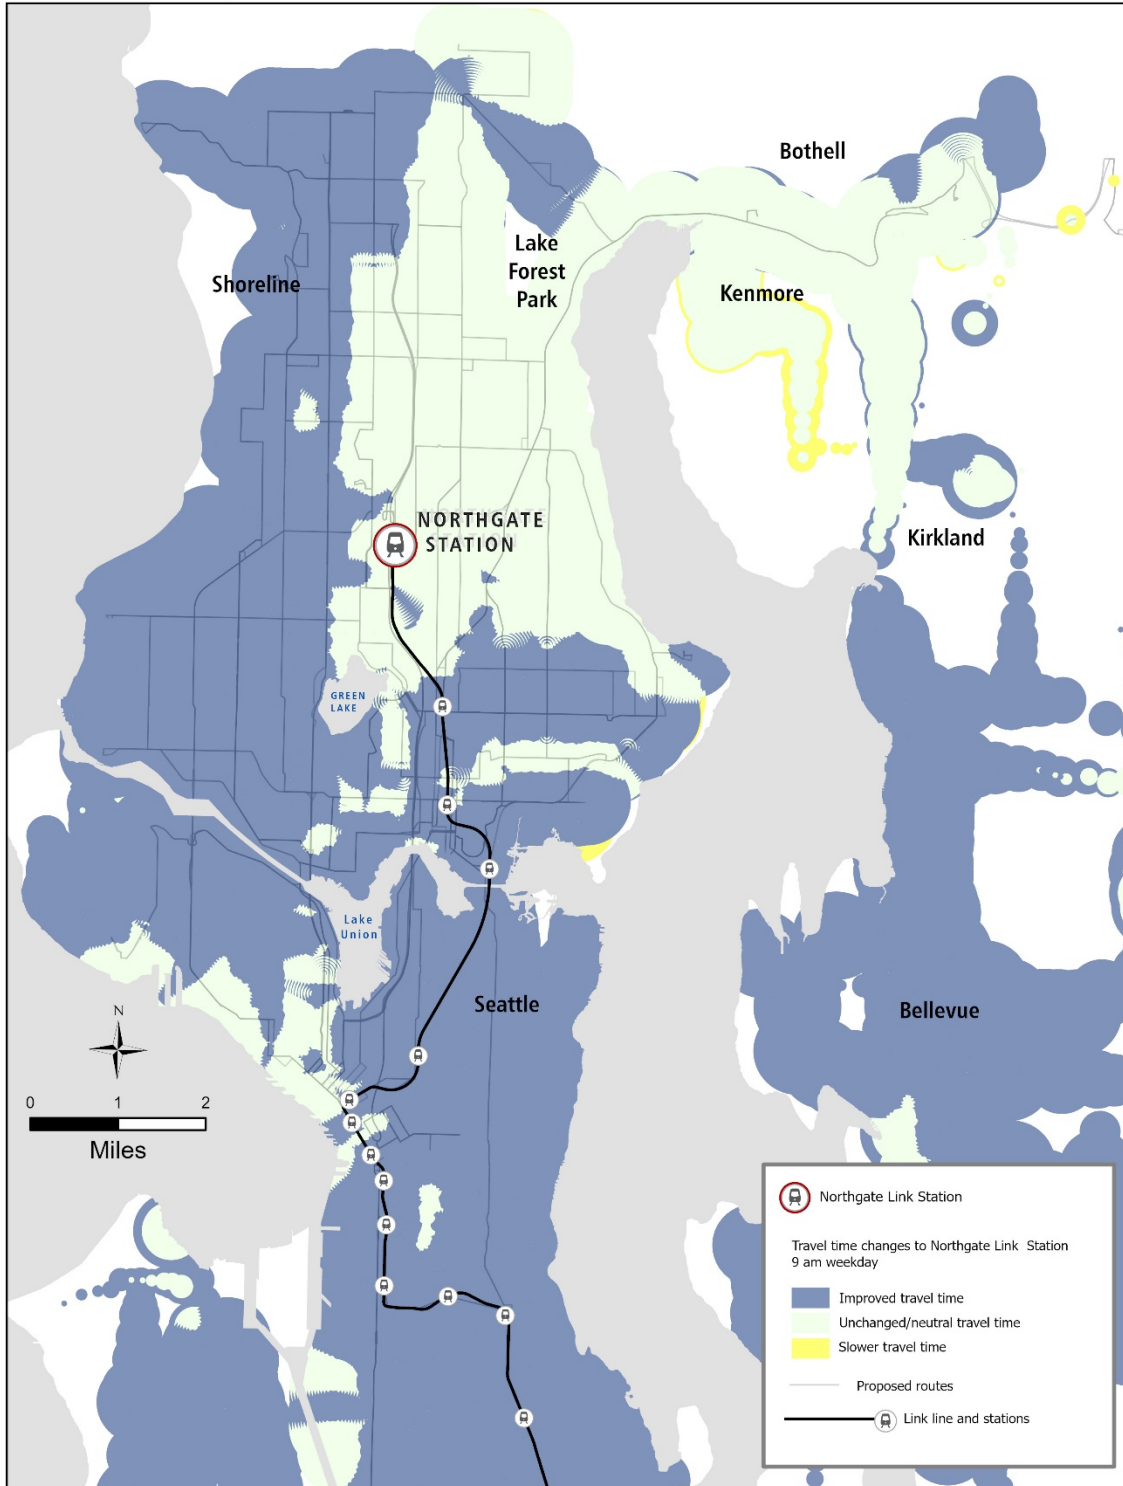 Bothell
Lake
Forest
Park
Shoreline
Kenmore
NORTHGATE
STATION
Kirkland
GREEN
LAKE
Lake
Union
Seattle
Bellevue
N
0 1 2
Miles
Northgate Link Station
Travel time changes to Northgate Link Station
9 am weekday
Improved travel time
Unchanged/neutral travel time
Slower travel time
Proposed routes
Link line and stations